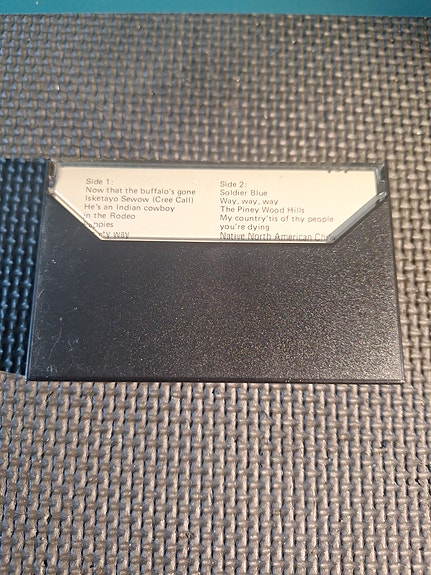 Side 1:
Now that the buffalo's gone
Isketayo Sewow (Cree Call)
He's an Indian cowboy
in the Rodeo
way
Side 2:
Soldier Blue
Way, way, way
The Piney Wood Hills
My country'tis of thy people
you're dying
Native North American